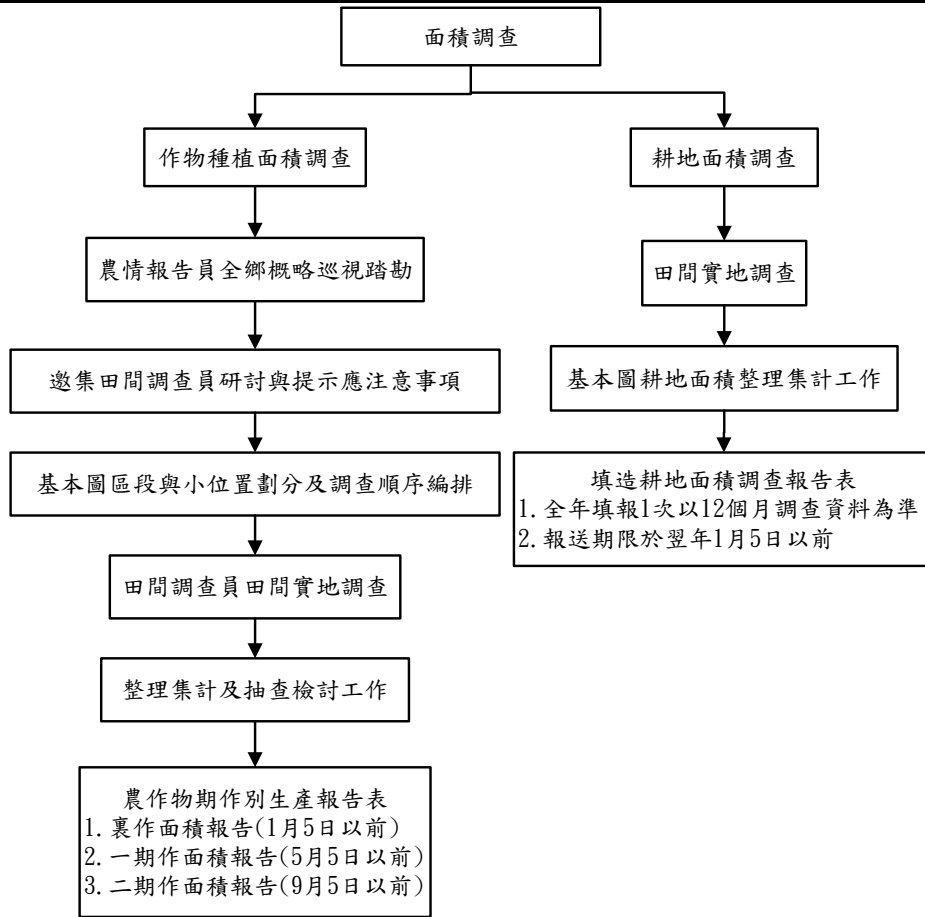 面積調查
作物種植面積調查
農情報告員全鄉概略巡視踏勘
邀集田間調查員研討與提示應注意事項
基本圖區段與小位置劃分及調查順序編排
田間調查員田間實地調查
整理集計及抽查檢討工作
農作物期作別生產報告表
1.裏作面積報告(1月5日以前)
2.一期作面積報告(5月5日以前)
3.二期作面積報告(9月5日以前)
耕地面積調查
田間實地調查
基本圖耕地面積整理集計工作
填造耕地面積調查報告表
1.全年填報1次以12個月調查資料為準
2.報送期限於翌年1月5日以前